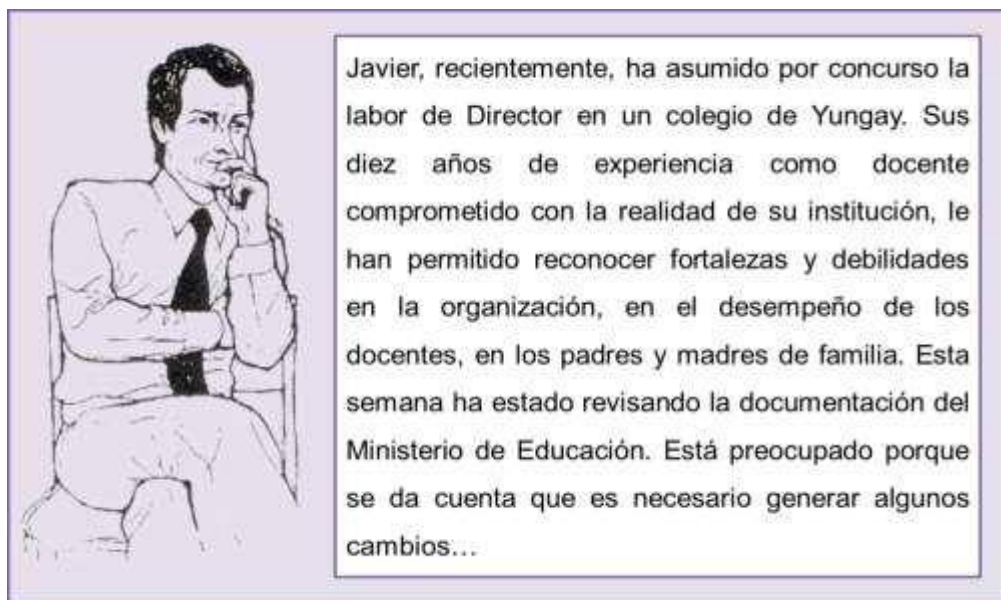 Javier, recientemente, ha asumido por concurso la
labor de Director en un colegio de Yungay. Sus
diez años de experiencia como docente
comprometido con la realidad de su institución, le
han permitido reconocer fortalezas y debilidades
en la organización, en el desempeño de los
docentes, en los padres y madres de familia. Esta
semana ha estado revisando la documentación del
Ministerio de Educación. Está preocupado porque
se da cuenta que es necesario generar algunos
cambios…